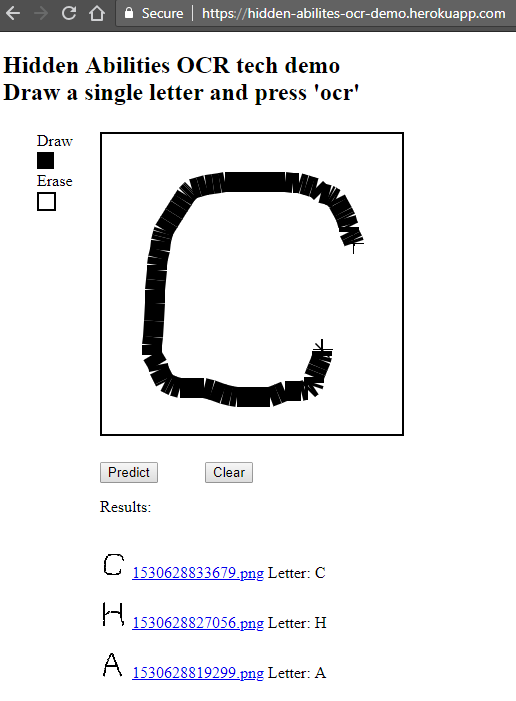 Secure | https://hidden-abilites-ocr-demo.herokuapp.com
Hidden Abilities OCR tech demo
Draw a single letter and press 'ocr'
Draw
Erase
C
Predict Clear
Results:
C 1530628833679.png Letter: C
H 1530628827056.png Letter: H
A 1530628819299.png Letter: A